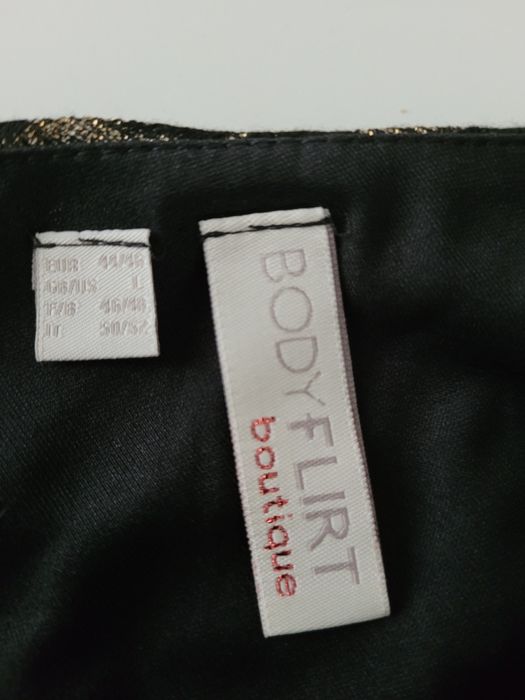 EUR 44/46
GB/US L
F/B 46/48
IT 50/52
BODYFLIRT
boutique